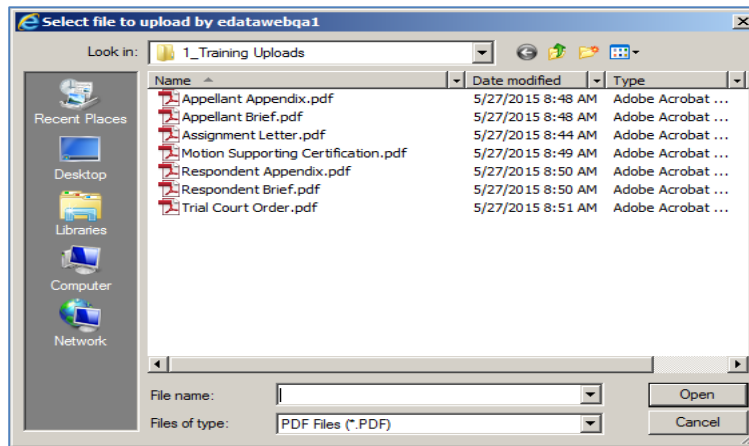 Select file to upload by edatawebqa1
Look in: 1_Training Uploads
Name Date modified Type
Appellant Appendix.pdf 5/27/2015 8:48 AM Adobe Acrobat ...
Appellant Brief.pdf 5/27/2015 8:48 AM Adobe Acrobat ...
Assignment Letter.pdf 5/27/2015 8:44 AM Adobe Acrobat ...
Motion Supporting Certification.pdf 5/27/2015 8:49 AM Adobe Acrobat ...
Respondent Appendix.pdf 5/27/2015 8:50 AM Adobe Acrobat ...
Respondent Brief.pdf 5/27/2015 8:50 AM Adobe Acrobat ...
Trial Court Order.pdf 5/27/2015 8:51 AM Adobe Acrobat ...
Recent Places
Desktop
Libraries
Computer
Network
File name: Open
Files of type: PDF Files (*.PDF) Cancel